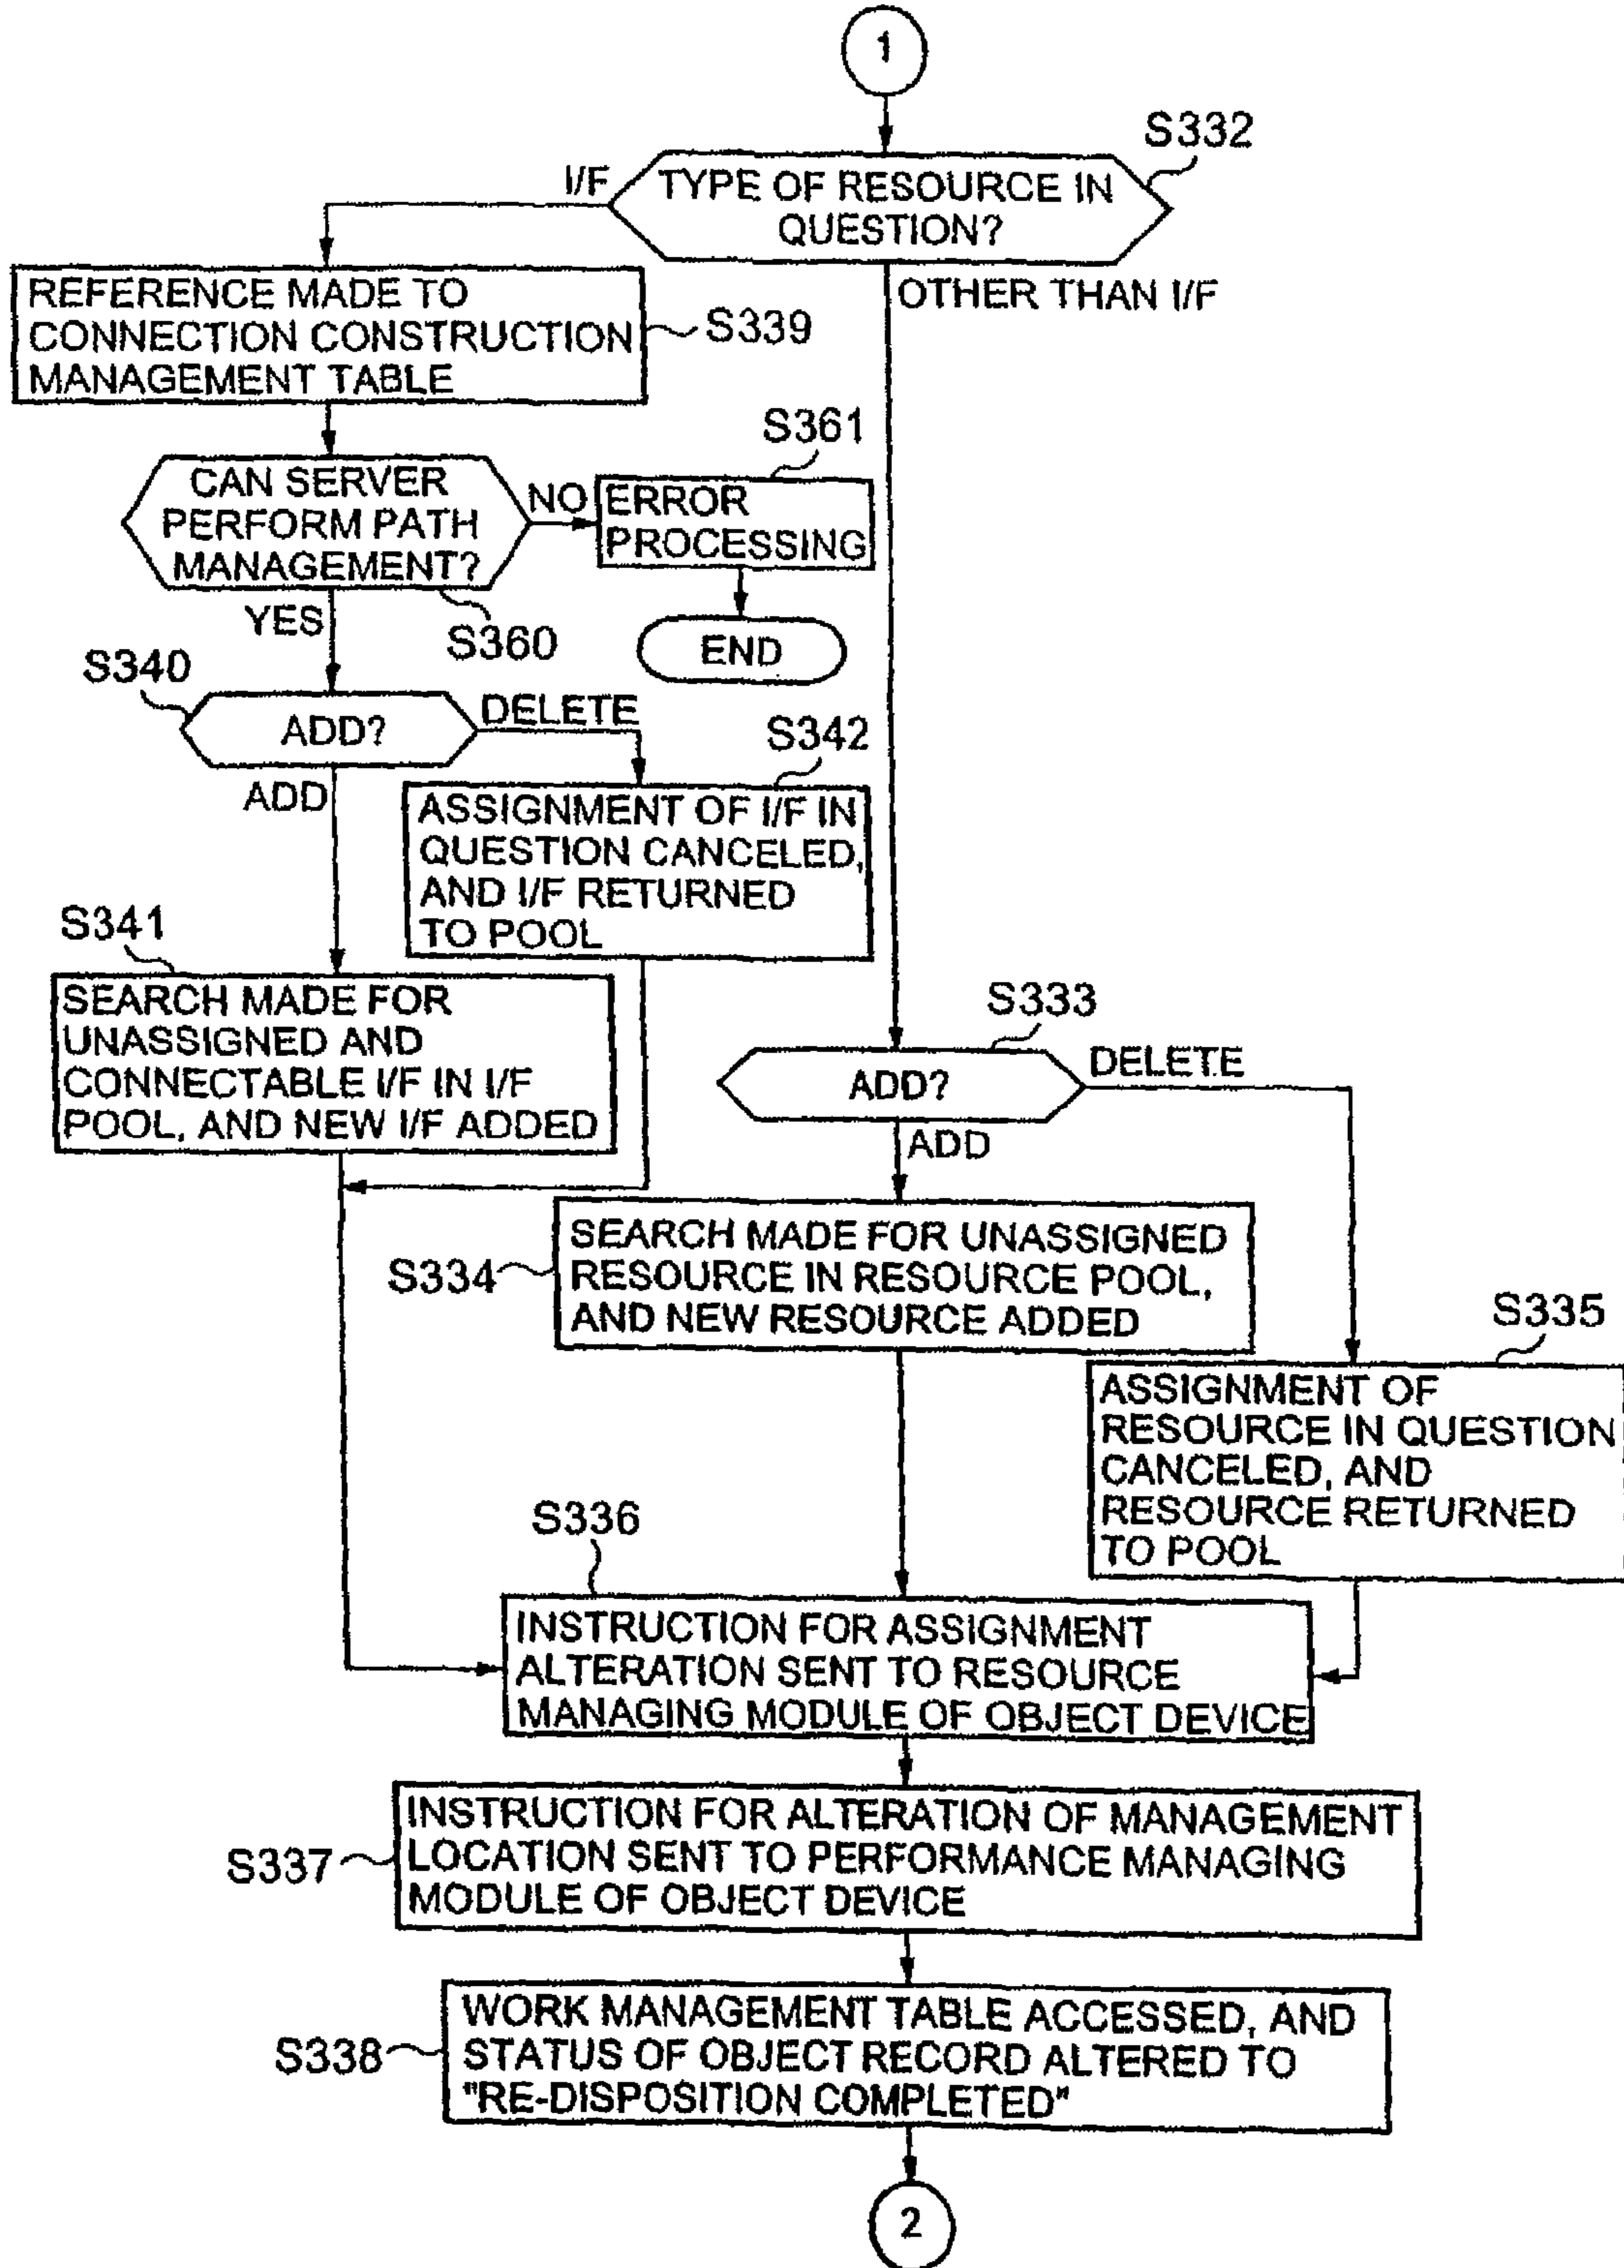 1
S332
I/F
TYPE OF RESOURCE IN
QUESTION?
OTHER THAN I/F
REFERENCE MADE TO
CONNECTION CONSTRUCTION
MANAGEMENT TABLE
S339
S361
CAN SERVER
PERFORM PATH
MANAGEMENT?
NO
ERROR
PROCESSING
YES
S360
END
S340
ADD?
DELETE
S342
ADD
ASSIGNMENT OF I/F IN
QUESTION CANCELED,
AND I/F RETURNED
TO POOL
S341
SEARCH MADE FOR
UNASSIGNED AND
CONNECTABLE I/F IN I/F
POOL, AND NEW I/F ADDED
S333
ADD?
DELETE
ADD
S334
SEARCH MADE FOR UNASSIGNED
RESOURCE IN RESOURCE POOL,
AND NEW RESOURCE ADDED
S335
ASSIGNMENT OF
RESOURCE IN QUESTION
CANCELED, AND
RESOURCE RETURNED
TO POOL
S336
INSTRUCTION FOR ASSIGNMENT
ALTERATION SENT TO RESOURCE
MANAGING MODULE OF OBJECT DEVICE
S337
INSTRUCTION FOR ALTERATION OF MANAGEMENT
LOCATION SENT TO PERFORMANCE MANAGING
MODULE OF OBJECT DEVICE
S338
WORK MANAGEMENT TABLE ACCESSED, AND
STATUS OF OBJECT RECORD ALTERED TO
"RE-DISPOSITION COMPLETED"
2